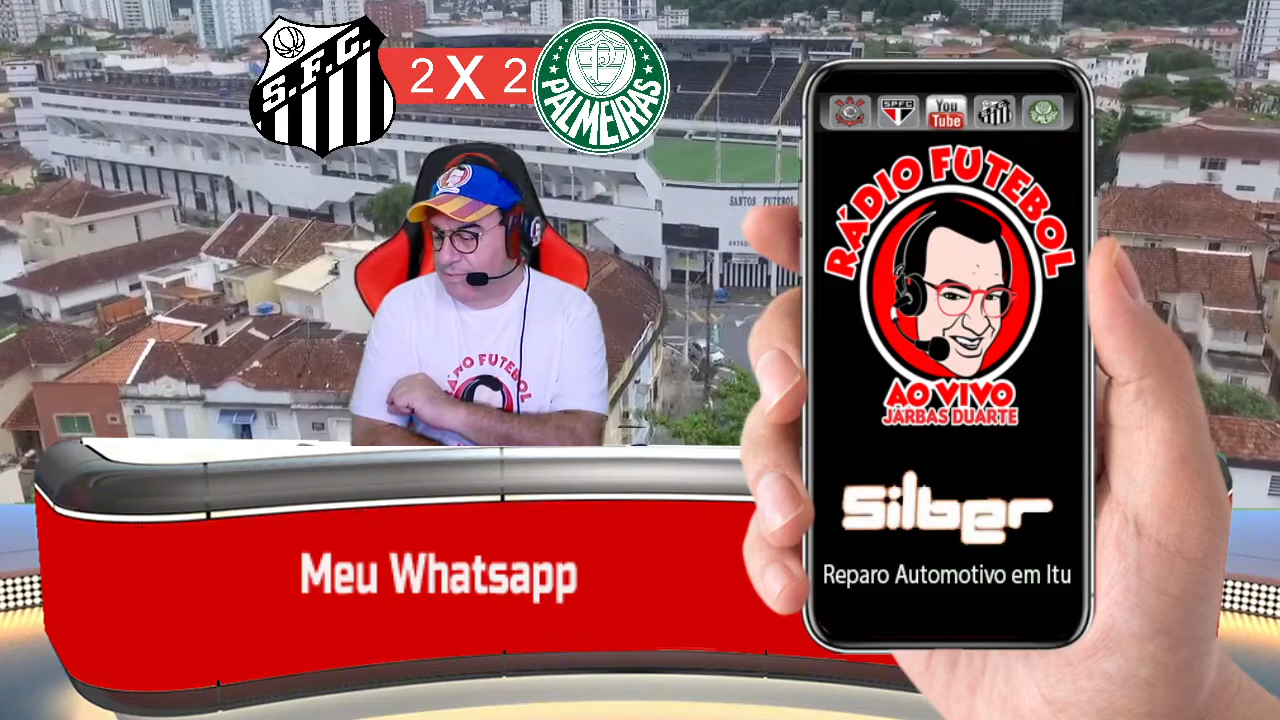 S.F.C.
2 X 2
P
PALMEIRAS
SPFC
You
Tube
RÁDIO FUTEBOL
AO VIVO
JARBAS DUARTE
SANTOS FUTEBOL
RÁDIO FUTEBOL
Silber
Reparo Automotivo em Itu
Meu Whatsapp